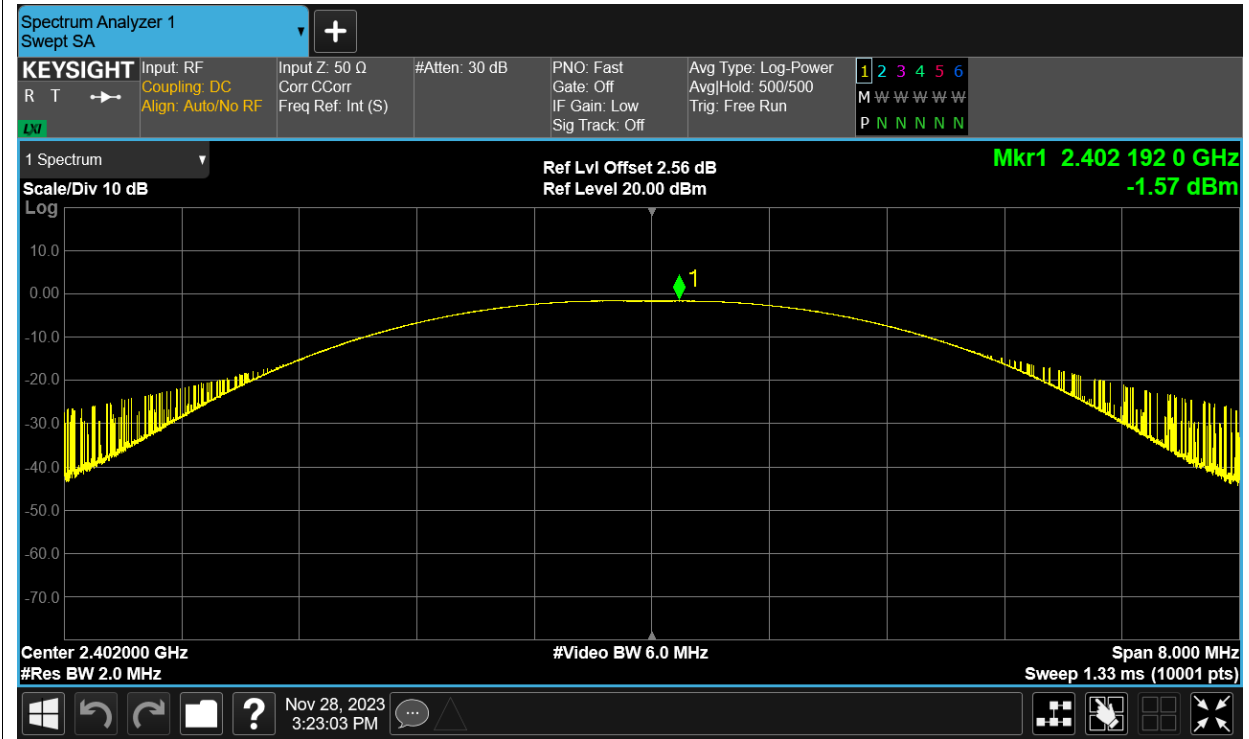 Spectrum Analyzer 1
Swept SA
+
KEYSIGHT
R T
LXI
Input: RF
Coupling: DC
Align: Auto/No RF
Input Z: 50 Ω
Corr CCorr
Freq Ref: Int (S)
#Atten: 30 dB
PNO: Fast
Gate: Off
IF Gain: Low
Sig Track: Off
Avg Type: Log-Power
Avg|Hold: 500/500
Trig: Free Run
1 2 3 4 5 6
M W W W W W
P N N N N N
1 Spectrum
Scale/Div 10 dB
Ref Lvl Offset 2.56 dB
Ref Level 20.00 dBm
Mkr1 2.402 192 0 GHz
-1.57 dBm
Log
10.0
0.00
-10.0
-20.0
-30.0
-40.0
-50.0
-60.0
-70.0
1
Center 2.402000 GHz
#Video BW 6.0 MHz
Span 8.000 MHz
#Res BW 2.0 MHz
Sweep 1.33 ms (10001 pts)
?
Nov 28, 2023
3:23:03 PM